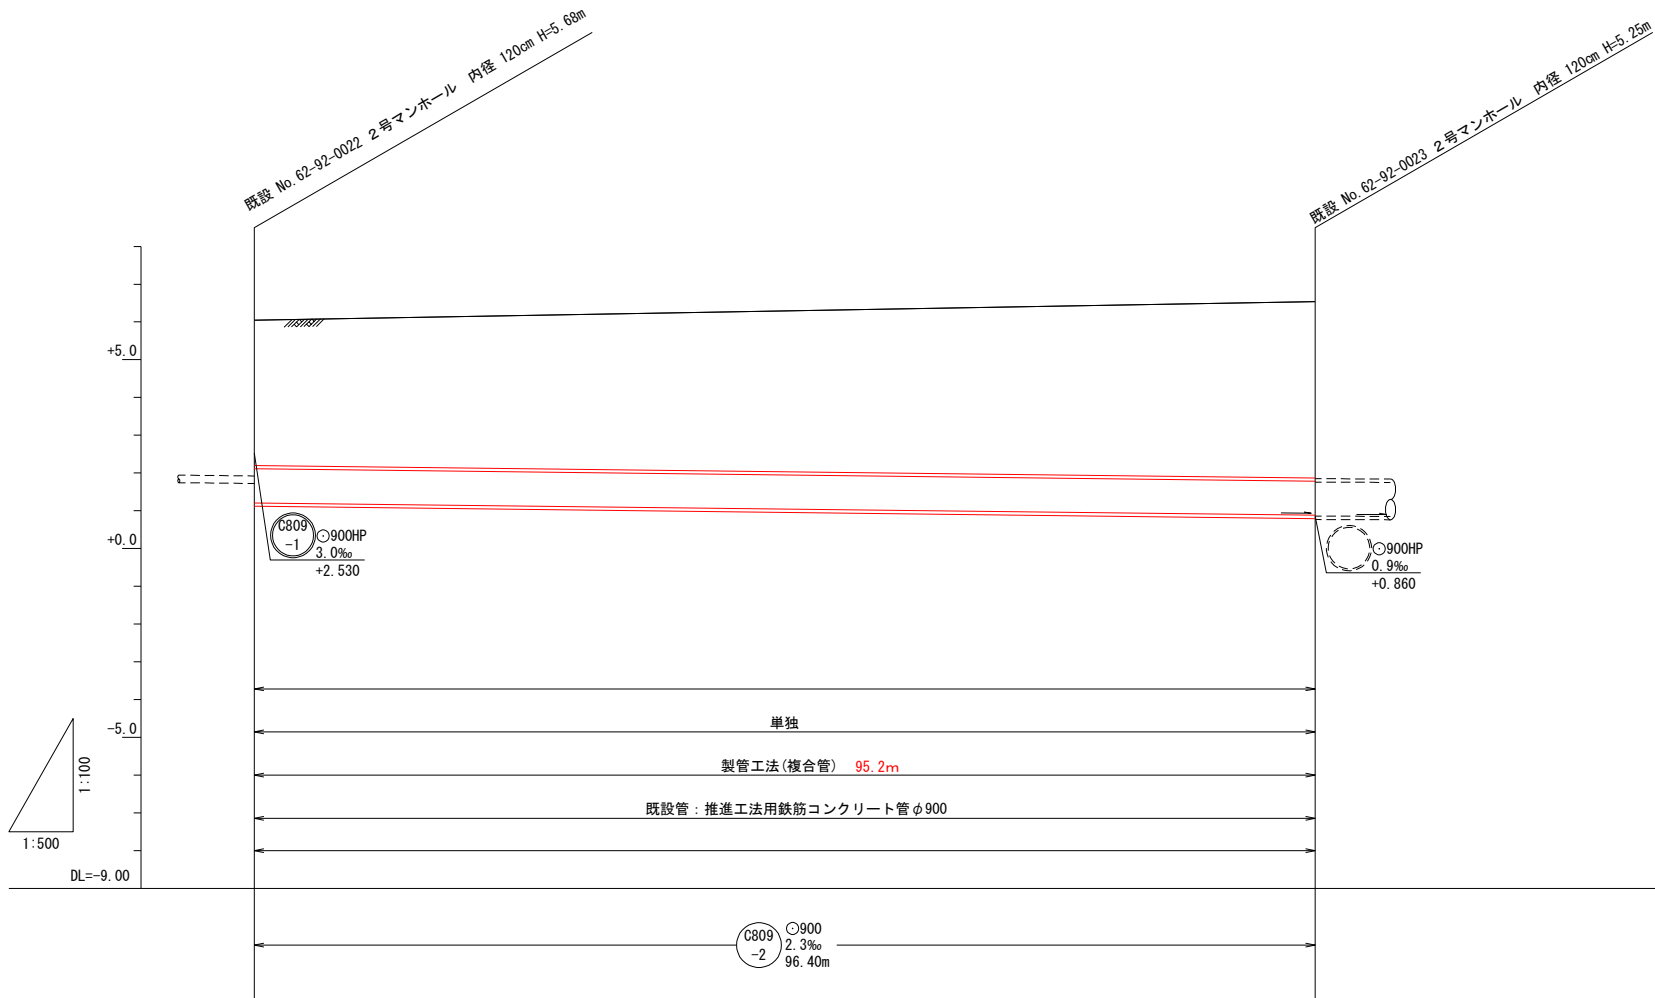 既設 No.62-92-0022 2号マンホール 内径 120cm H=5.68m
既設 No.62-92-0023 2号マンホール 内径 120cm H=5.25m
+5.0
+0.0
-5.0
DL=-9.00
1:100
1:500
C809
-1
900HP
3.0‰
+2.530
900HP
0.9‰
+0.860
単独
製管工法(複合管) 95.2m
既設管：推進工法用鉄筋コンクリート管φ900
C809
-2
900
2.3‰
96.40m